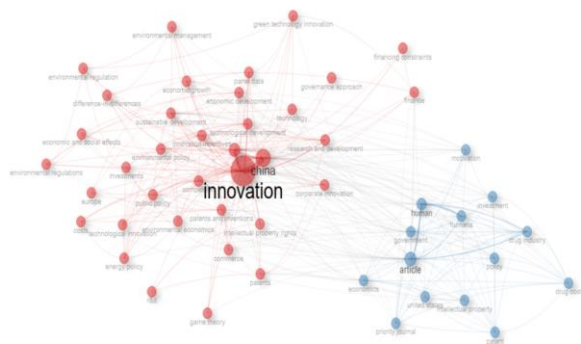 green technology innovation
environmental management
financing constraints
environmental regulation
panel data
economic growth
governance approach
economic development
finance
difference-in-differences
technology
sustainable development
technological development
economic and social effects
research and development
motivation
environmental policy
china
environmental regulations
investments
innovation
corporate innovation
europe
public policy
investment
human
humans
patents and inventions
costs
technological innovation
environmental economics
intellectual property rights
government
drug industry
commerce
article
policy
energy policy
patents
economics
drug cost
united states
intellectual property
game theory
priority journal
patent